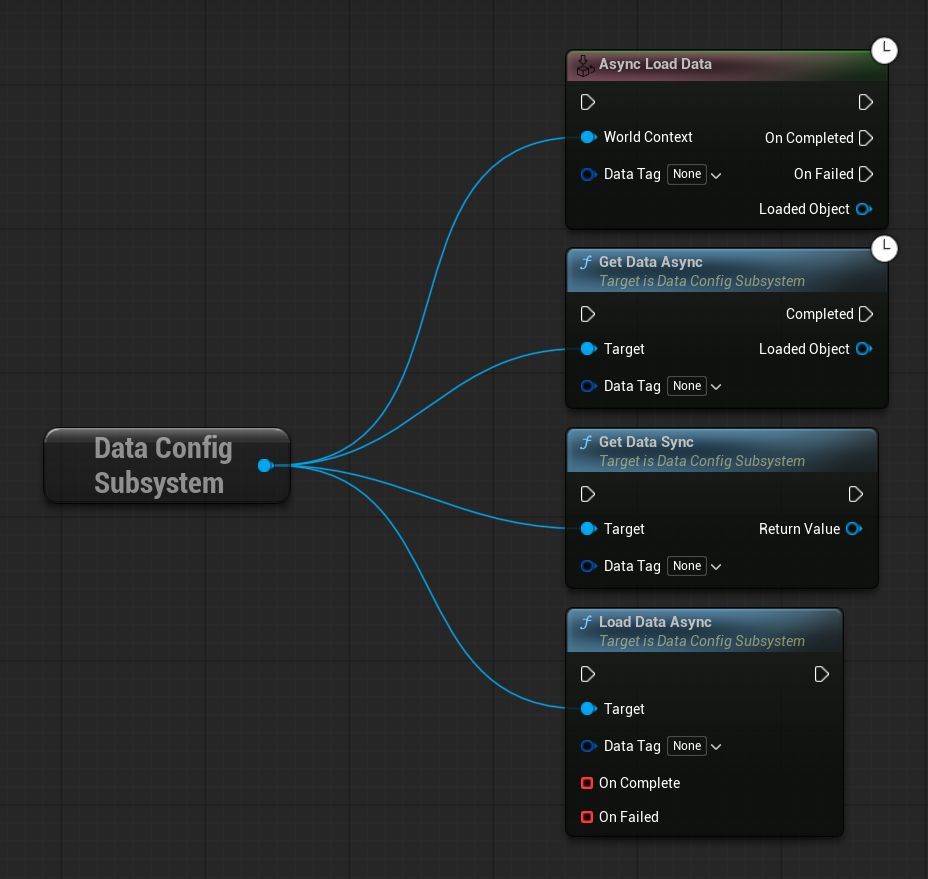 Async Load Data
World Context
On Completed
Data Tag None
On Failed
Loaded Object
Get Data Async
Target is Data Config Subsystem
Completed
Target
Loaded Object
Data Tag None
Data Config
Subsystem
Get Data Sync
Target is Data Config Subsystem
Target
Return Value
Data Tag None
Load Data Async
Target is Data Config Subsystem
Target
Data Tag None
On Complete
On Failed